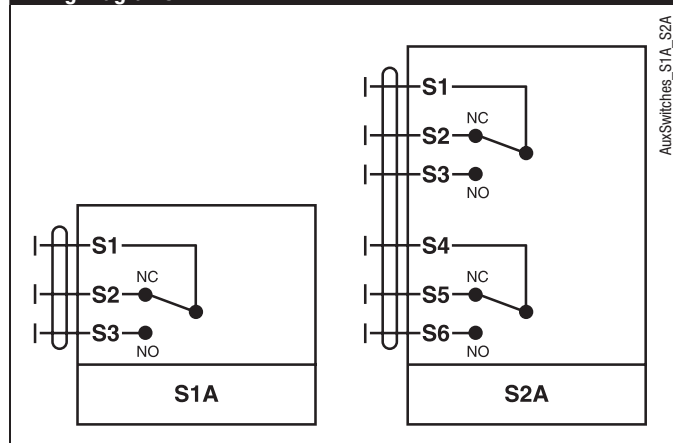 AuxSwitches_S1A_S2A
S1
NC
S2
S3
NO
S1A
S1
NC
S2
S3
NO
S4
NC
S5
S6
NO
S2A